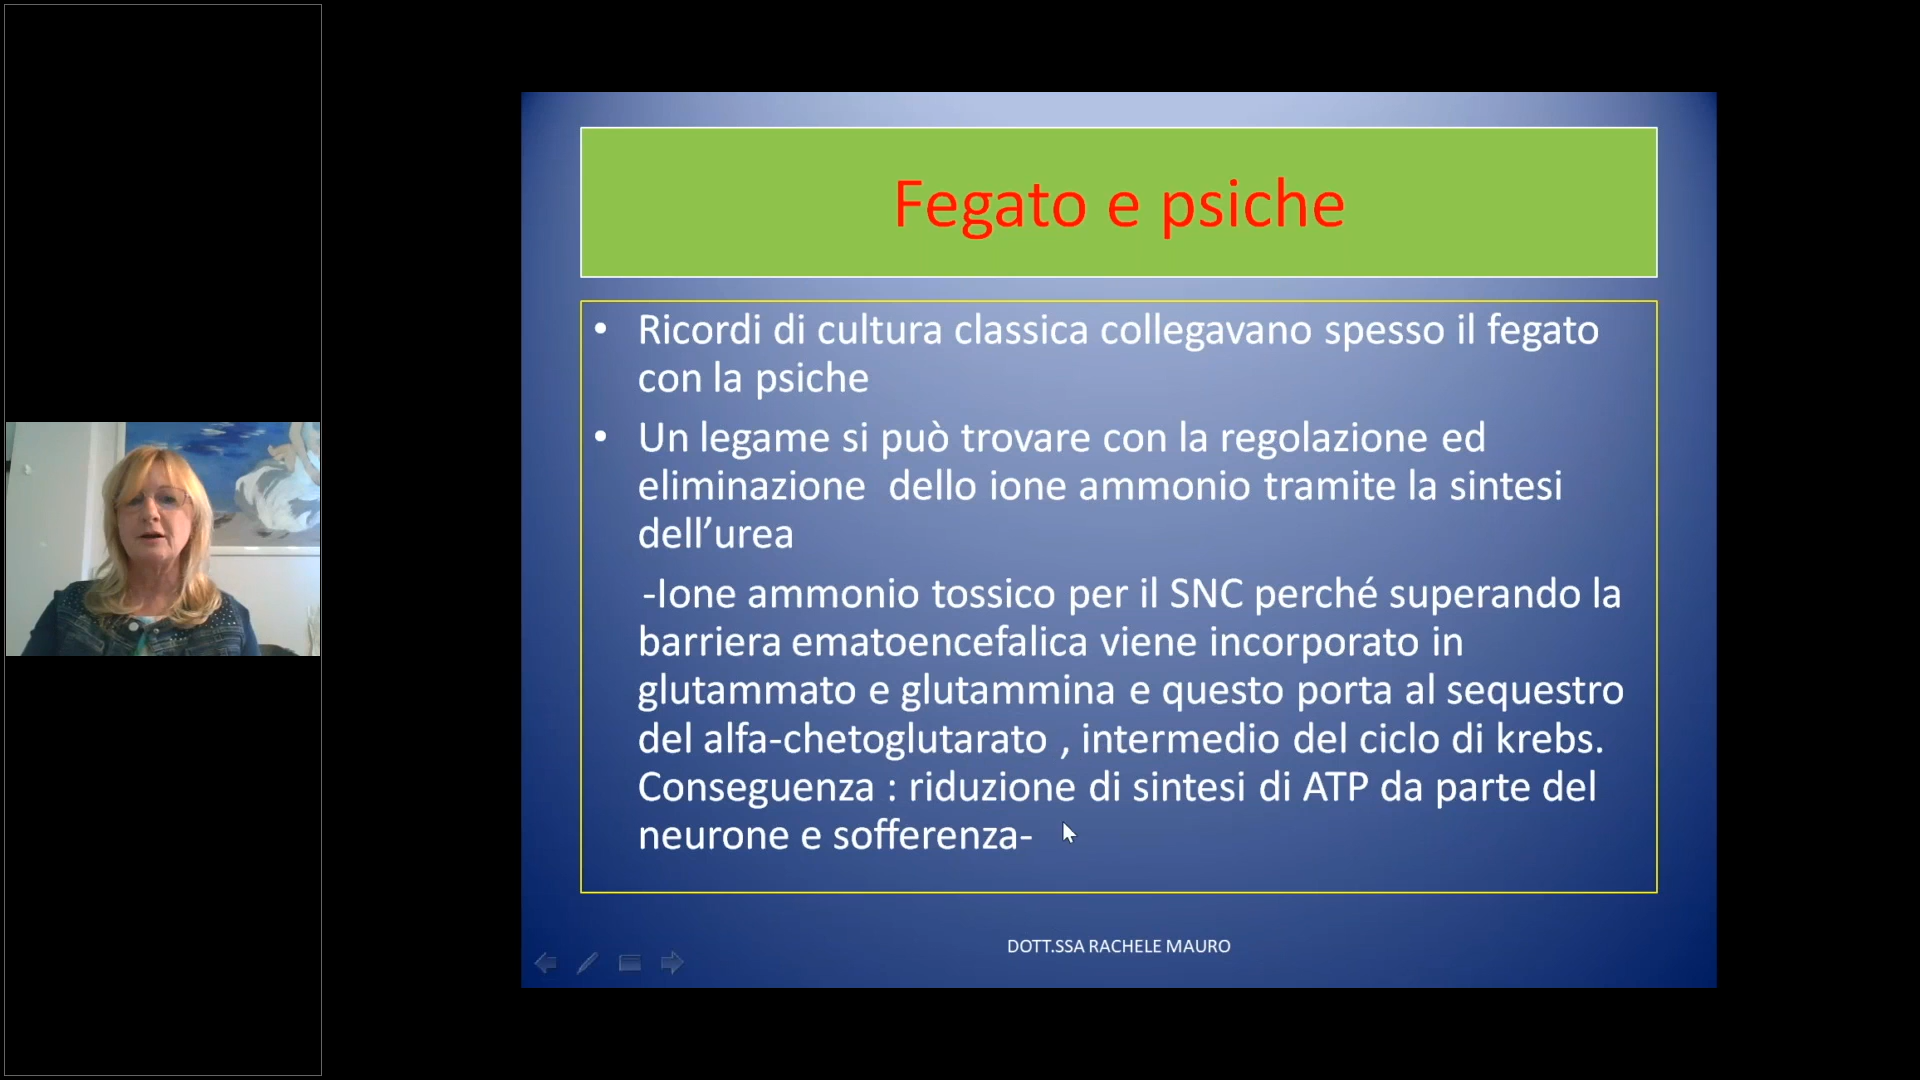 Fegato e psiche
• Ricordi di cultura classica collegavano spesso il fegato
con la psiche
• Un legame si può trovare con la regolazione ed
eliminazione  dello ione ammonio tramite la sintesi
dell’urea
-Ione ammonio tossico per il SNC perché superando la
barriera ematoencefalica viene incorporato in
glutammato e glutammina e questo porta al sequestro
del alfa-chetoglutarato , intermedio del ciclo di krebs.
Conseguenza : riduzione di sintesi di ATP da parte del
neurone e sofferenza-
DOTT.SSA RACHELE MAURO